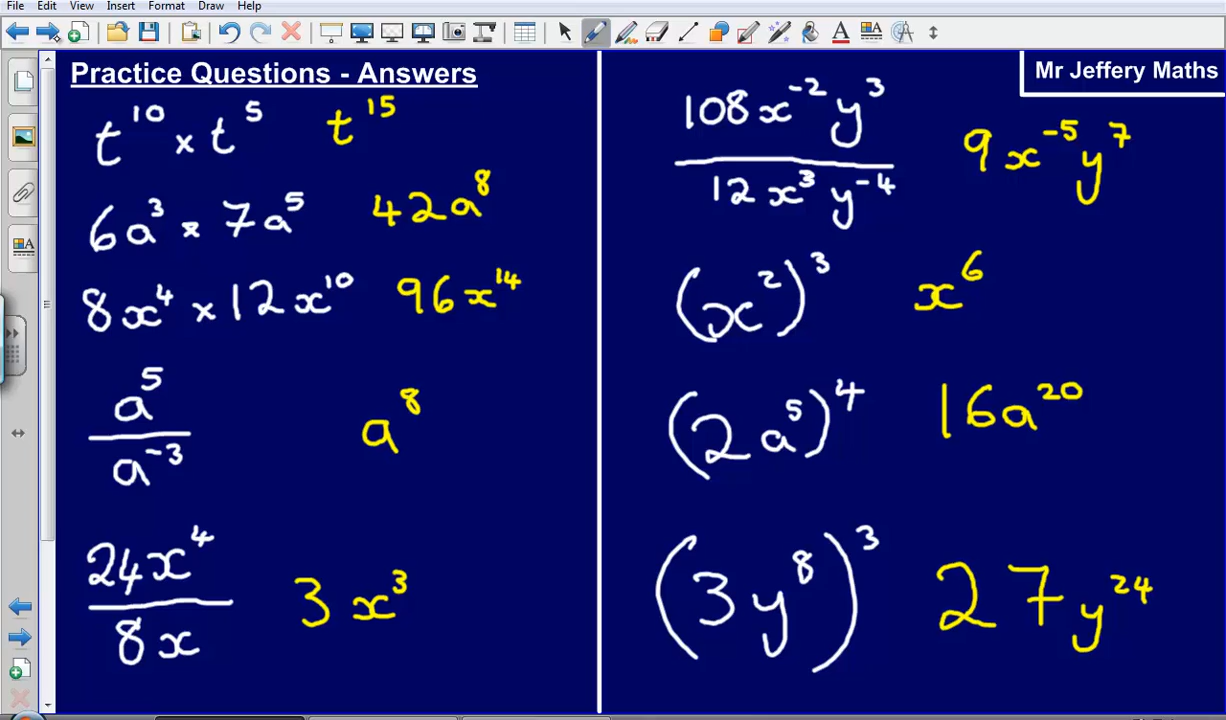 File Edit View Insert Format Draw Help
Practice Questions - Answers
t¹⁰ × t⁵ t¹⁵
6a³ × 7a⁵ 42a⁸
8x⁴ × 12x¹⁰ 96x¹⁴
a⁵
a⁻³
a⁸
24x⁴
8x
3x³
Mr Jeffery Maths
108x⁻²y³
12x³y⁻⁴
9x⁻⁵y⁷
(x²)³ x⁶
(2a⁵)⁴ 16a²⁰
(3y⁸)³ 27y²⁴